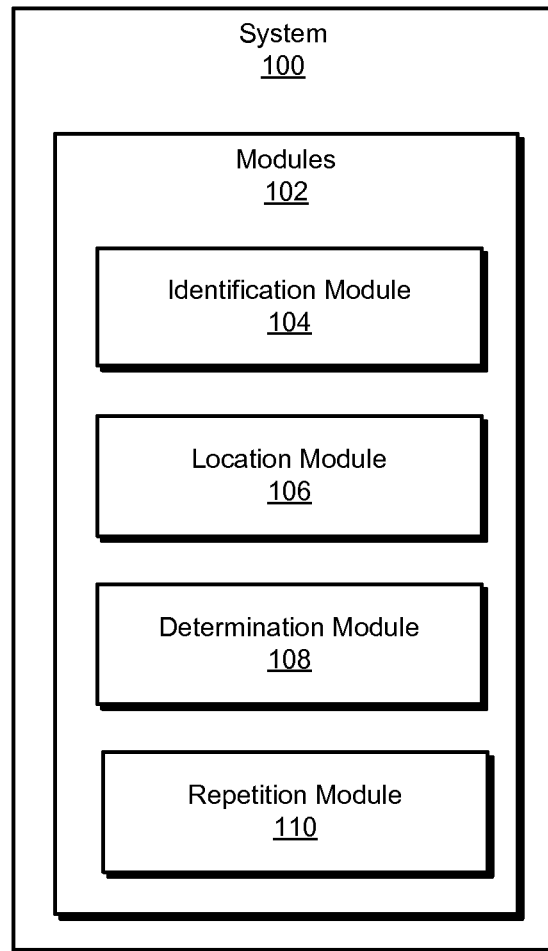 System
100
Modules
102
Identification Module
104
Location Module
106
Determination Module
108
Repetition Module
110